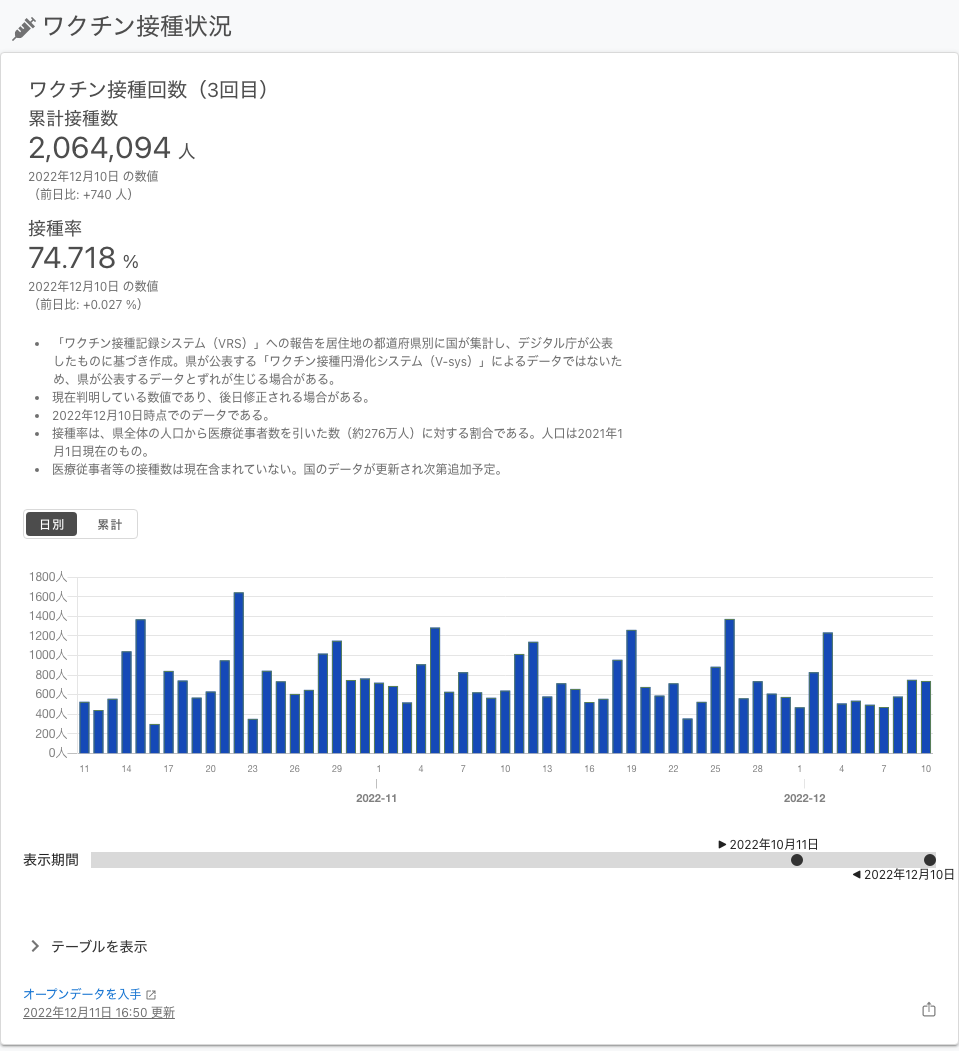 ワクチン接種状況
ワクチン接種回数（3回目）
累計接種数
2,064,094 人
2022年12月10日 の数値
（前日比: +740 人）
接種率
74.718 %
2022年12月10日 の数値
（前日比: +0.027 %）
• 「ワクチン接種記録システム（VRS）」への報告を居住地の都道府県別に国が集計し、デジタル庁が公表
したものに基づき作成。県が公表する「ワクチン接種円滑化システム（V-sys）」によるデータではないた
め、県が公表するデータとずれが生じる場合がある。
• 現在判明している数値であり、後日修正される場合がある。
• 2022年12月10日時点でのデータである。
• 接種率は、県全体の人口から医療従事者数を引いた数（約276万人）に対する割合である。人口は2021年1
月1日現在のもの。
• 医療従事者等の接種数は現在含まれていない。国のデータが更新され次第追加予定。
日別 累計
1800人
1600人
1400人
1200人
1000人
800人
600人
400人
200人
0人
11 14 17 20 23 26 29 1 4 7 10 13 16 19 22 25 28 1 4 7 10
2022-11 2022-12
▶ 2022年10月11日
表示期間
◀ 2022年12月10日
テーブルを表示
オープンデータを入手
2022年12月11日 16:50 更新